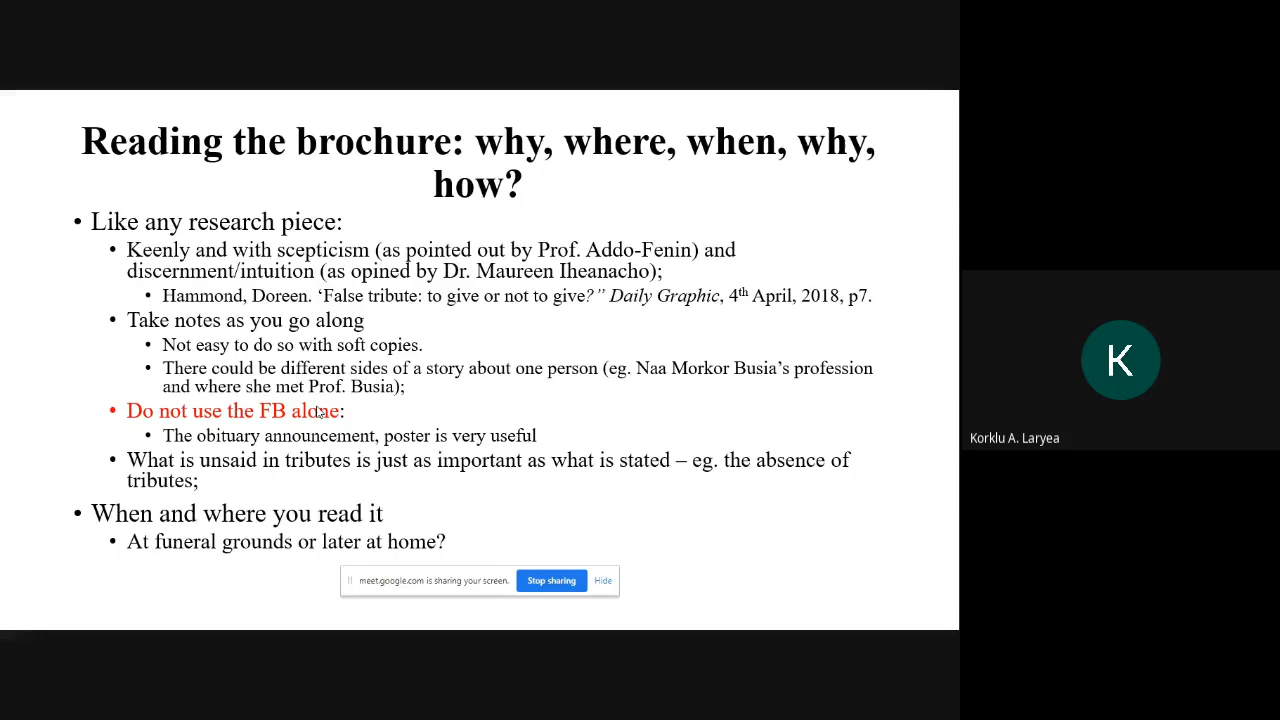 Reading the brochure: why, where, when, why,
how?
• Like any research piece:
• Keenly and with scepticism (as pointed out by Prof. Addo-Fenin) and
discernment/intuition (as opined by Dr. Maureen Iheanacho);
• Hammond, Doreen. ‘False tribute: to give or not to give?” Daily Graphic, 4th April, 2018, p7.
• Take notes as you go along
• Not easy to do so with soft copies.
• There could be different sides of a story about one person (eg. Naa Morkor Busia’s profession
and where she met Prof. Busia);
• Do not use the FB alone:
• The obituary announcement, poster is very useful
• What is unsaid in tributes is just as important as what is stated – eg. the absence of
tributes;
• When and where you read it
• At funeral grounds or later at home?
meet.google.com is sharing your screen. Stop sharing Hide
K
Korklu A. Laryea